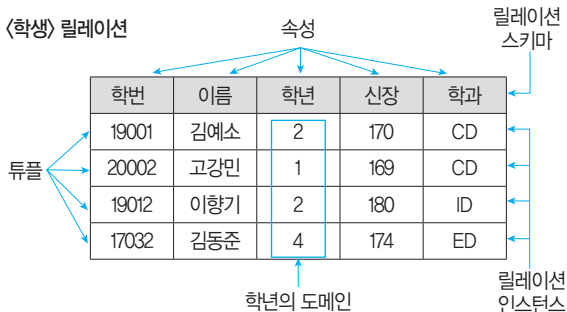 〈학생〉 릴레이션
속성
릴레이션
스키마
학번 이름 학년 신장 학과
19001 김예소 2 170 CD
20002 고강민 1 169 CD
튜플
19012 이향기 2 180 ID
17032 김동준 4 174 ED
학년의 도메인
릴레이션
인스턴스